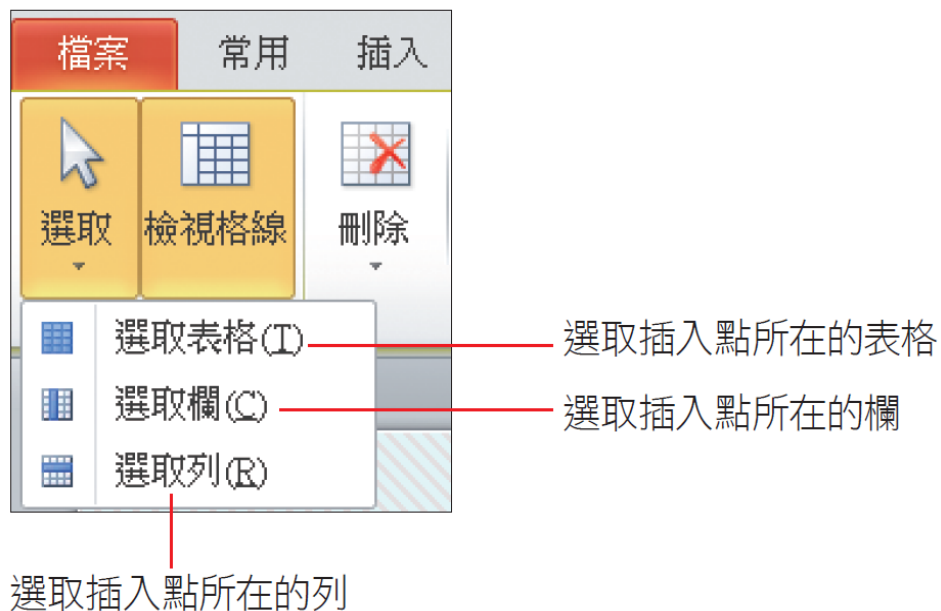 檔案 常用 插入
選取 檢視格線 刪除
選取表格(T)
選取插入點所在的表格
選取欄(C)
選取插入點所在的欄
選取列(R)
選取插入點所在的列